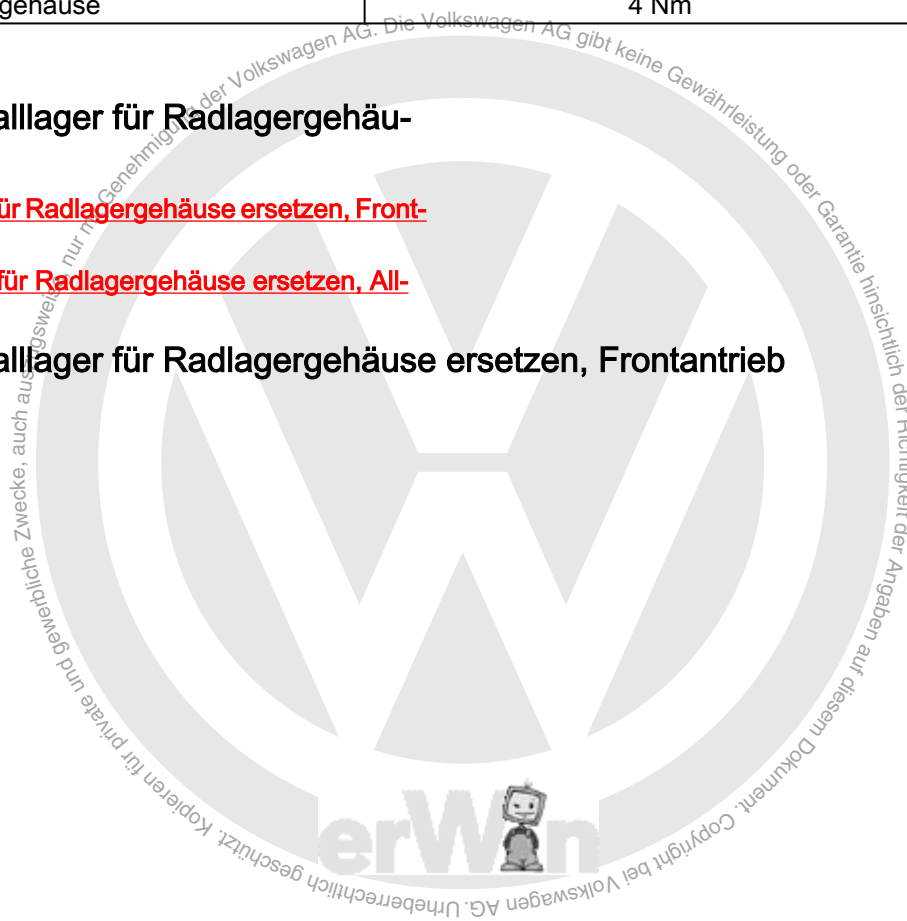 gehäuse 4 Nm
alllager für Radlagergehäu-
ür Radlagergehäuse ersetzen, Front-
für Radlagergehäuse ersetzen, All-
alllager für Radlagergehäuse ersetzen, Frontantrieb
Urheberrechtlich geschützt. Kopieren für private und gewerbliche Zwecke, auch auszugsweise, nur mit Genehmigung der Volkswagen AG. Die Volkswagen AG gibt keine Gewährleistung oder Garantie hinsichtlich der Richtigkeit der Angaben auf diesem Dokument. Copyright bei Volkswagen AG.
erWin